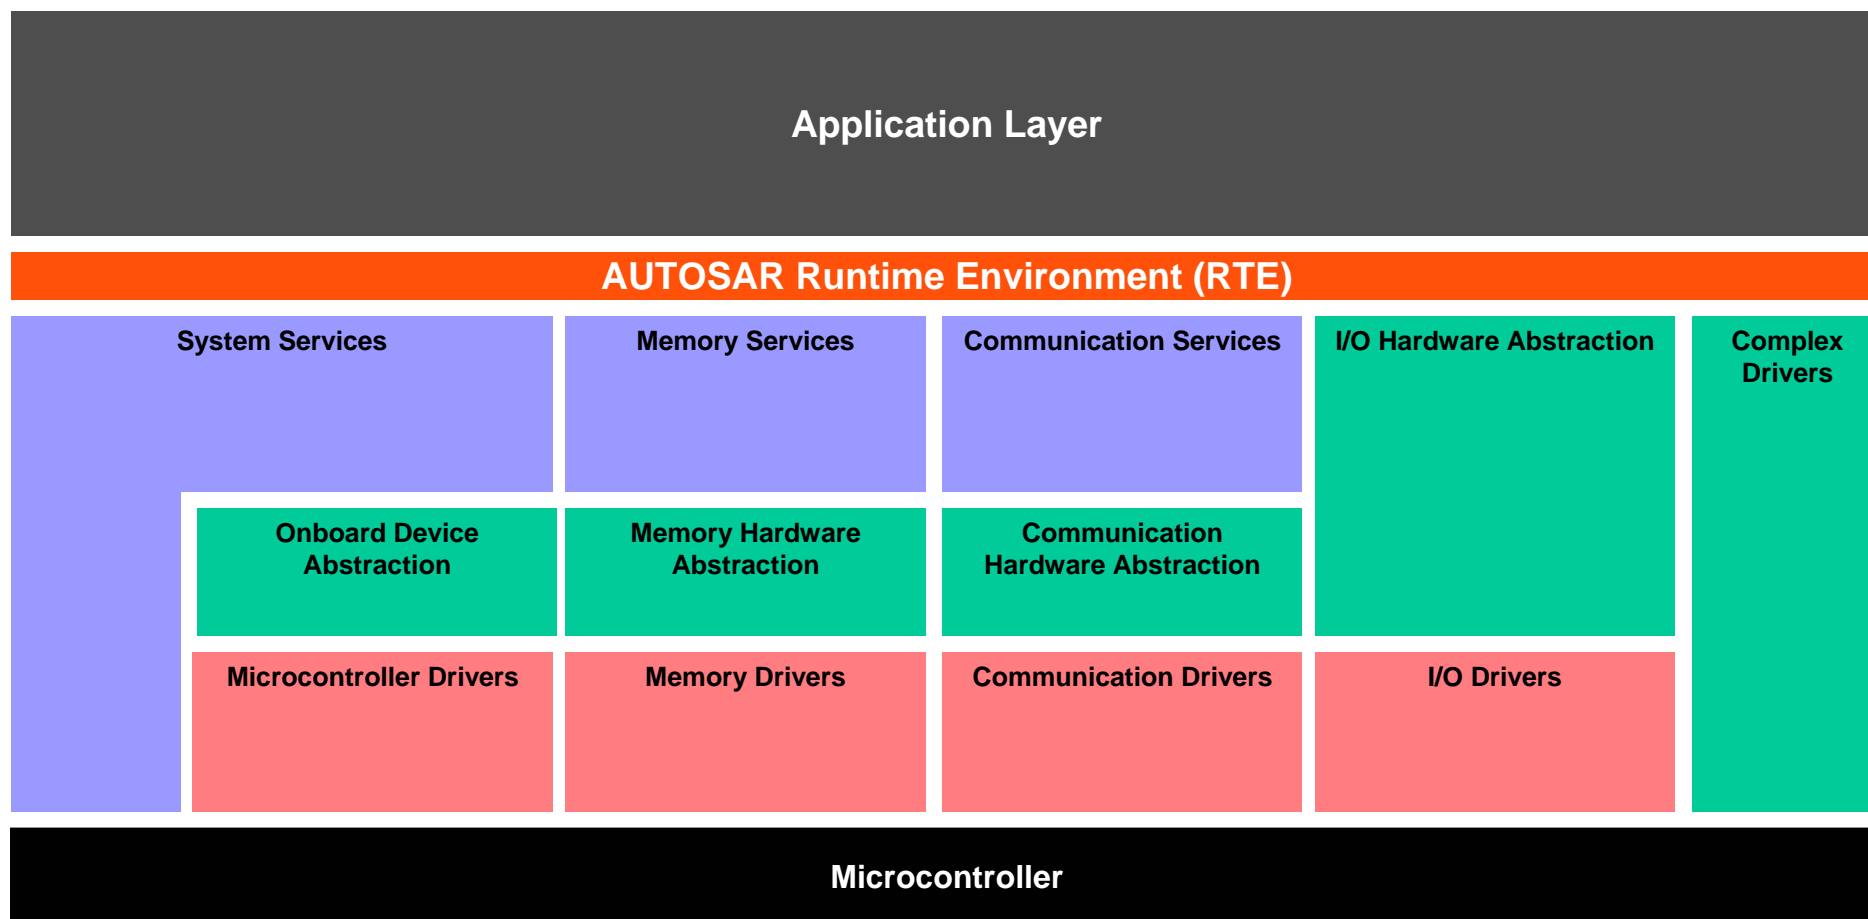 Application Layer
AUTOSAR Runtime Environment (RTE)
System Services
Memory Services
Communication Services
I/O Hardware Abstraction
Complex
Drivers
Onboard Device
Abstraction
Memory Hardware
Abstraction
Communication
Hardware Abstraction
Microcontroller Drivers
Memory Drivers
Communication Drivers
I/O Drivers
Microcontroller